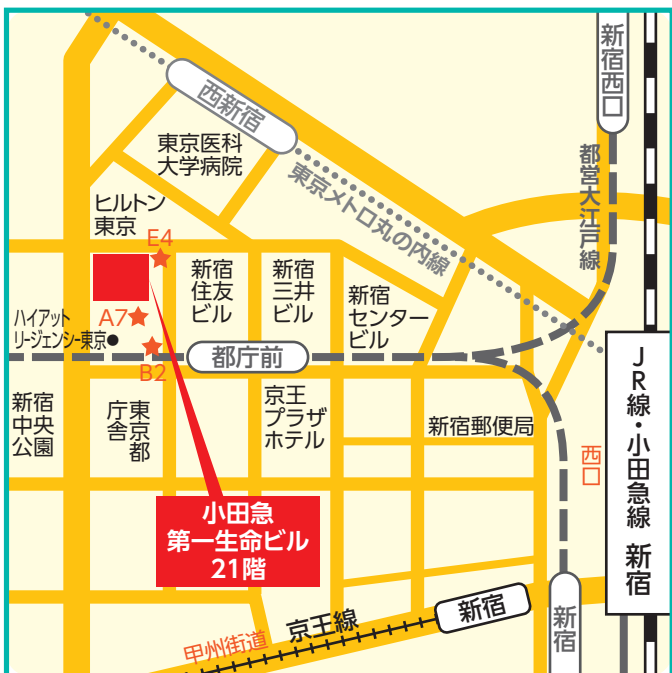 新宿西口
西新宿
東京医科
大学病院
都営大江戸線
東京メトロ丸の内線
ヒルトン
東京
E4
新宿
住友
ビル
新宿
三井
ビル
新宿
センター
ビル
A7
ハイアット
リージェンシー東京
B2
都庁前
JR線・小田急線 新宿
新宿
中央
公園
東京都
庁舎
京王
プラザ
ホテル
新宿郵便局
西口
小田急
第一生命ビル
21階
新宿
新宿
京王線
甲州街道